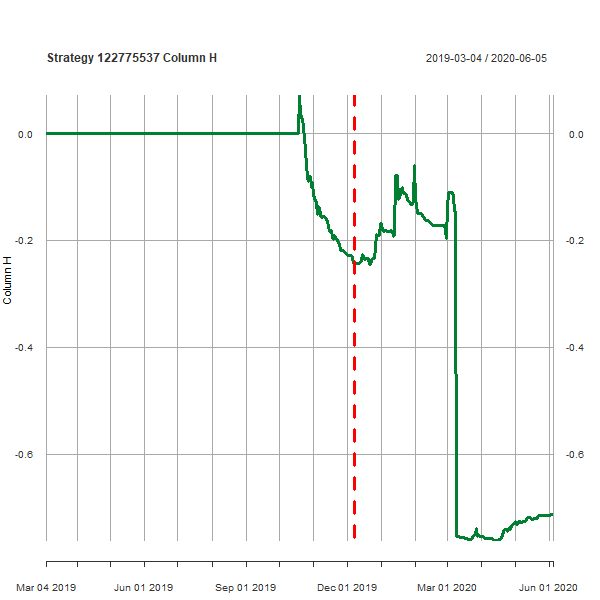 Strategy 122775537 Column H
2019-03-04 / 2020-06-05
0.0
0.0
-0.2
-0.2
Column H
-0.4
-0.4
-0.6
-0.6
Mar 04 2019
Jun 01 2019
Sep 01 2019
Dec 01 2019
Mar 01 2020
Jun 01 2020